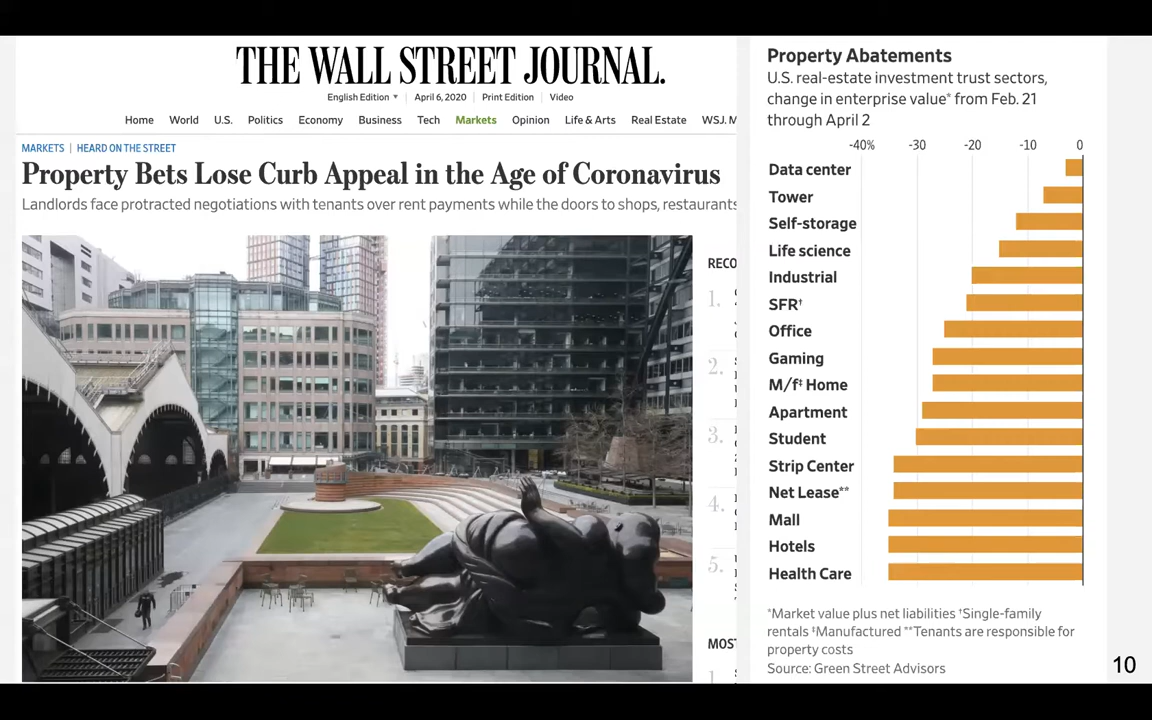 THE WALL STREET JOURNAL.
English Edition ▾ | April 6, 2020 | Print Edition | Video
Home World U.S. Politics Economy Business Tech Markets Opinion Life & Arts Real Estate WSJ. M
MARKETS | HEARD ON THE STREET
Property Bets Lose Curb Appeal in the Age of Coronavirus
Landlords face protracted negotiations with tenants over rent payments while the doors to shops, restaurants
RECO
1.
2.
3.
4.
5.
MOST
1.
Property Abatements
U.S. real-estate investment trust sectors,
change in enterprise value* from Feb. 21
through April 2
-40% -30 -20 -10 0
Data center
Tower
Self-storage
Life science
Industrial
SFR†
Office
Gaming
M/f‡ Home
Apartment
Student
Strip Center
Net Lease**
Mall
Hotels
Health Care
*Market value plus net liabilities †Single-family
rentals ‡Manufactured **Tenants are responsible for
property costs
Source: Green Street Advisors
10